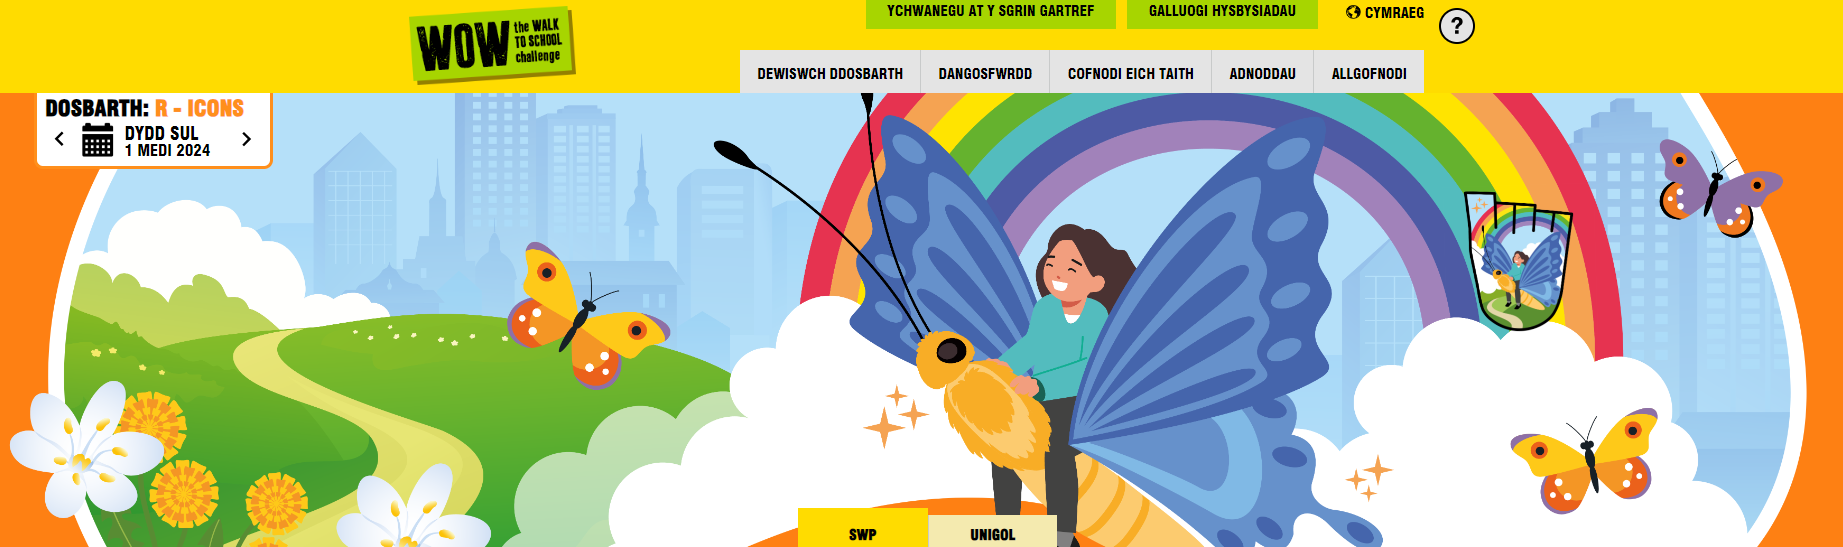 WOW the WALK
TO SCHOOL
challenge
YCHWANEGU AT Y SGRIN GARTREF
GALLUOGI HYSBYSIADAU
CYMRAEG
?
DEWISWCH DDOSBARTH
DANGOSFWRDD
COFNODI EICH TAITH
ADNODDAU
ALLGOFNODI
DOSBARTH: R - ICONS
DYDD SUL
1 MEDI 2024
SWP
UNIGOL